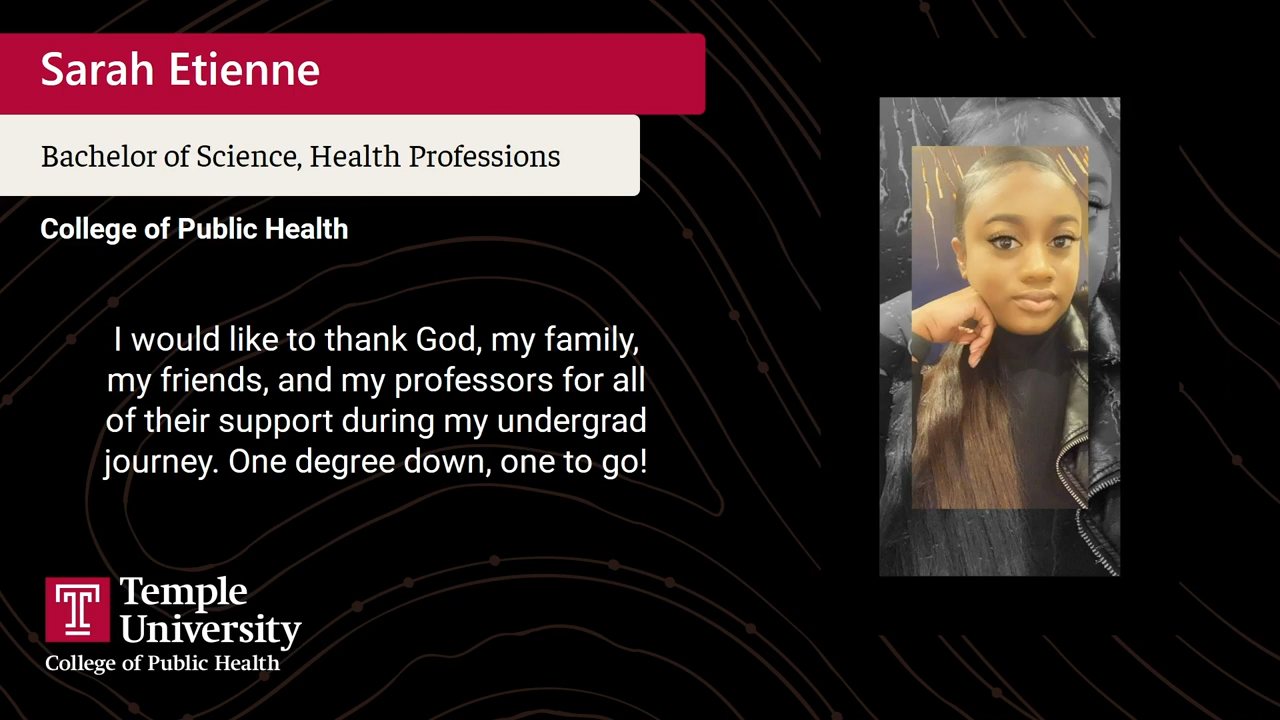 Sarah Etienne
Bachelor of Science, Health Professions
College of Public Health
I would like to thank God, my family,
my friends, and my professors for all
of their support during my undergrad
journey. One degree down, one to go!
T
Temple
University
College of Public Health